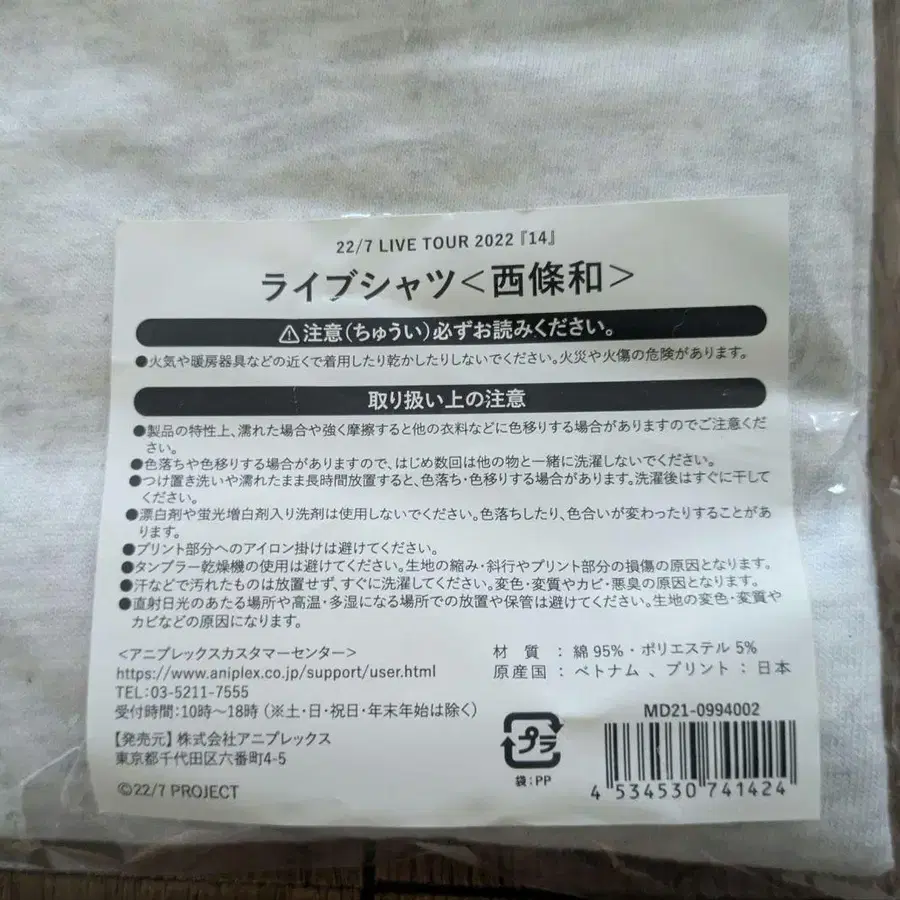 22/7 LIVE TOUR 2022『14』
ライブシャツ＜西條和＞
⚠注意(ちゅうい)必ずお読みください。
●火気や暖房器具などの近くで着用したり乾かしたりしないでください。火災や火傷の危険があります。
取り扱い上の注意
●製品の特性上、濡れた場合や強く摩擦すると他の衣料などに色移りする場合がありますのでご注意くだ
さい。
●色落ちや色移りする場合がありますので、はじめ数回は他の物と一緒に洗濯しないでください。
●つけ置き洗いや濡れたまま長時間放置すると、色落ち・色移りする場合があります。洗濯後はすぐに干して
ください。
●漂白剤や蛍光増白剤入り洗剤は使用しないでください。色落ちしたり、色合いが変わったりすることがあ
ります。
●プリント部分へのアイロン掛けは避けてください。
●タンブラー乾燥機の使用は避けてください。生地の縮み・斜行やプリント部分の損傷の原因となります。
●汗などで汚れたものは放置せず、すぐに洗濯してください。変色・変質やカビ・悪臭の原因となります。
●直射日光のあたる場所や高温・多湿になる場所での放置や保管は避けてください。生地の変色・変質や
カビなどの原因になります。
＜アニプレックスカスタマーセンター＞
https://www.aniplex.co.jp/support/user.html
TEL：03-5211-7555
受付時間：10時～18時（※土・日・祝日・年末年始は除く）
【発売元】株式会社アニプレックス
東京都千代田区六番町4-5
©22/7 PROJECT
材 質 ： 綿 95%・ポリエステル 5%
原産国 ： ベトナム 、プリント ： 日本
MD21-0994002
プラ
袋：PP
4 534530 741424